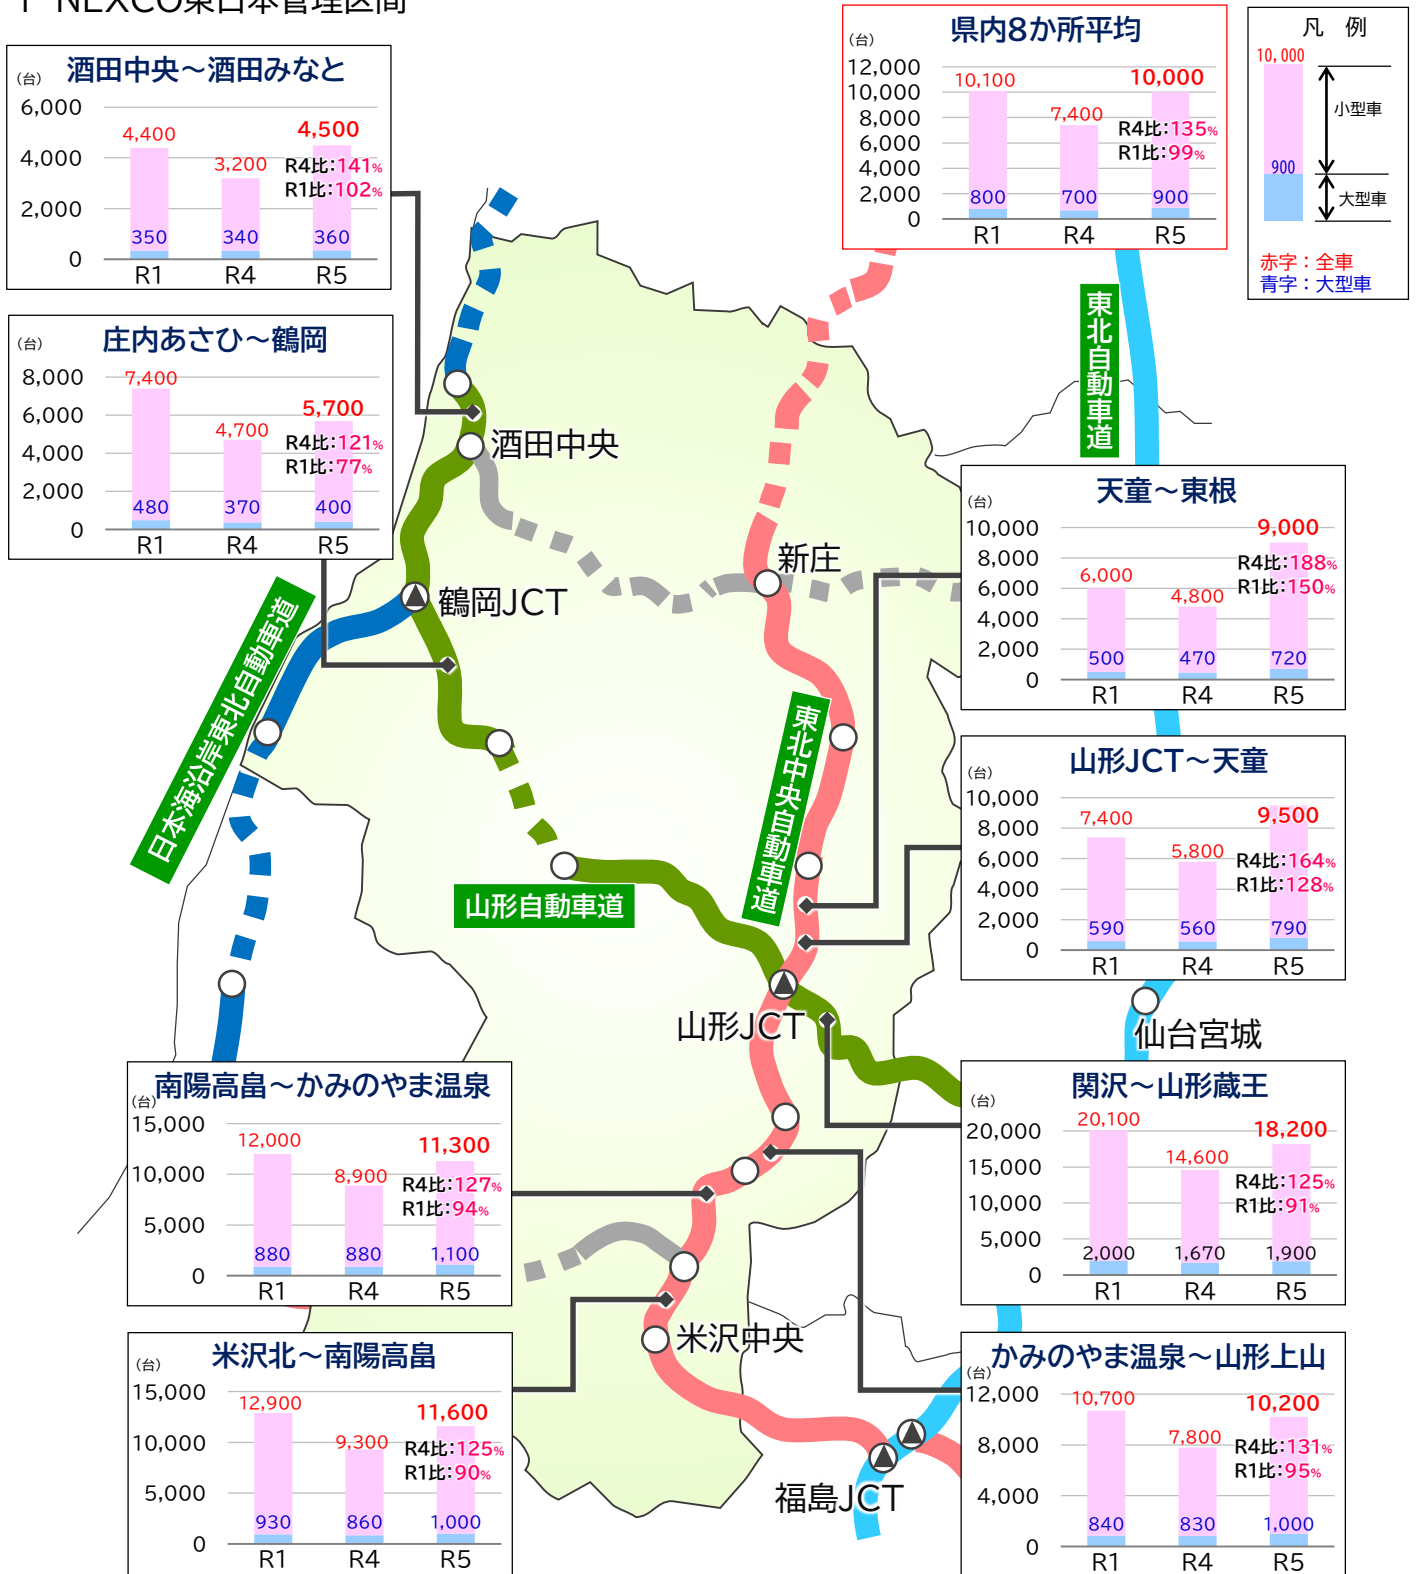 1 NEXCO東日本管理区間
酒田中央～酒田みなと
(台)
6,000
4,000
2,000
0
4,400
3,200
4,500
R4比:141%
R1比:102%
350
340
360
R1
R4
R5
県内8か所平均
(台)
12,000
10,000
8,000
6,000
4,000
2,000
0
10,100
7,400
10,000
R4比:135%
R1比:99%
800
700
900
R1
R4
R5
凡 例
10,000
小型車
900
大型車
赤字：全車
青字：大型車
庄内あさひ～鶴岡
(台)
8,000
6,000
4,000
2,000
0
7,400
4,700
5,700
R4比:121%
R1比:77%
480
370
400
R1
R4
R5
東北自動車道
酒田中央
新庄
鶴岡JCT
日本海沿岸東北自動車道
東北中央自動車道
山形自動車道
天童～東根
(台)
10,000
8,000
6,000
4,000
2,000
0
6,000
4,800
9,000
R4比:188%
R1比:150%
500
470
720
R1
R4
R5
山形JCT～天童
(台)
10,000
8,000
6,000
4,000
2,000
0
7,400
5,800
9,500
R4比:164%
R1比:128%
590
560
790
R1
R4
R5
山形JCT
仙台宮城
南陽高畠～かみのやま温泉
(台)
15,000
10,000
5,000
0
12,000
8,900
11,300
R4比:127%
R1比:94%
880
880
1,100
R1
R4
R5
関沢～山形蔵王
(台)
20,000
15,000
10,000
5,000
0
20,100
14,600
18,200
R4比:125%
R1比:91%
2,000
1,670
1,900
R1
R4
R5
米沢中央
米沢北～南陽高畠
(台)
15,000
10,000
5,000
0
12,900
9,300
11,600
R4比:125%
R1比:90%
930
860
1,000
R1
R4
R5
かみのやま温泉～山形上山
(台)
12,000
8,000
4,000
0
10,700
7,800
10,200
R4比:131%
R1比:95%
840
830
1,000
R1
R4
R5
福島JCT